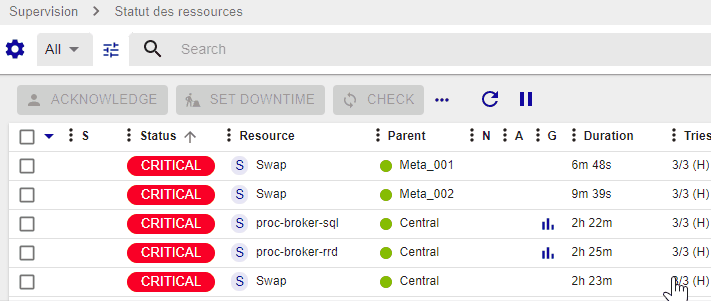 Supervision > Statut des ressources
All Search
ACKNOWLEDGE SET DOWNTIME CHECK
S Status Resource Parent N A G Duration Tries
CRITICAL S Swap Meta_001 6m 48s 3/3 (H)
CRITICAL S Swap Meta_002 9m 39s 3/3 (H)
CRITICAL S proc-broker-sql Central 2h 22m 3/3 (H)
CRITICAL S proc-broker-rrd Central 2h 25m 3/3 (H)
CRITICAL S Swap Central 2h 23m 3/3 (H)